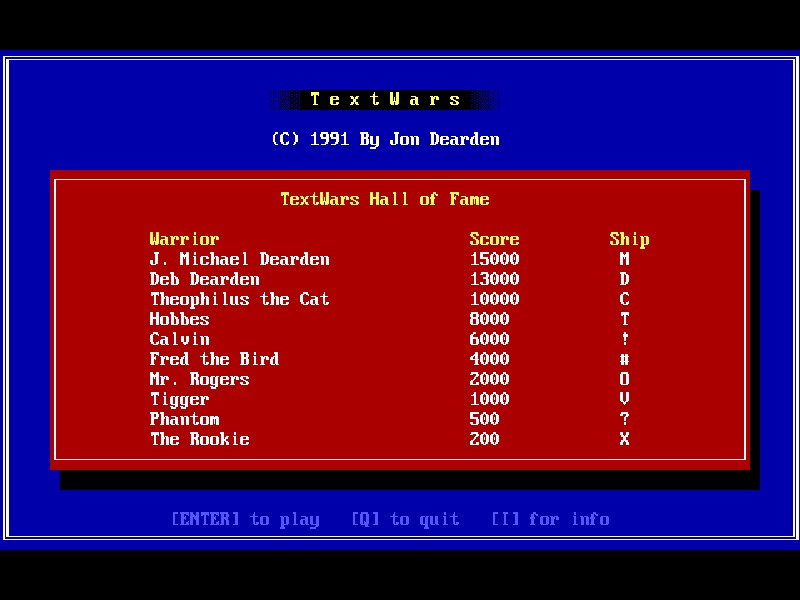 T e x t W a r s
(C) 1991 By Jon Dearden
TextWars Hall of Fame
Warrior Score Ship
J. Michael Dearden 15000 M
Deb Dearden 13000 D
Theophilus the Cat 10000 C
Hobbes 8000 T
Calvin 6000 !
Fred the Bird 4000 #
Mr. Rogers 2000 O
Tigger 1000 V
Phantom 500 ?
The Rookie 200 X
[ENTER] to play [Q] to quit [I] for info